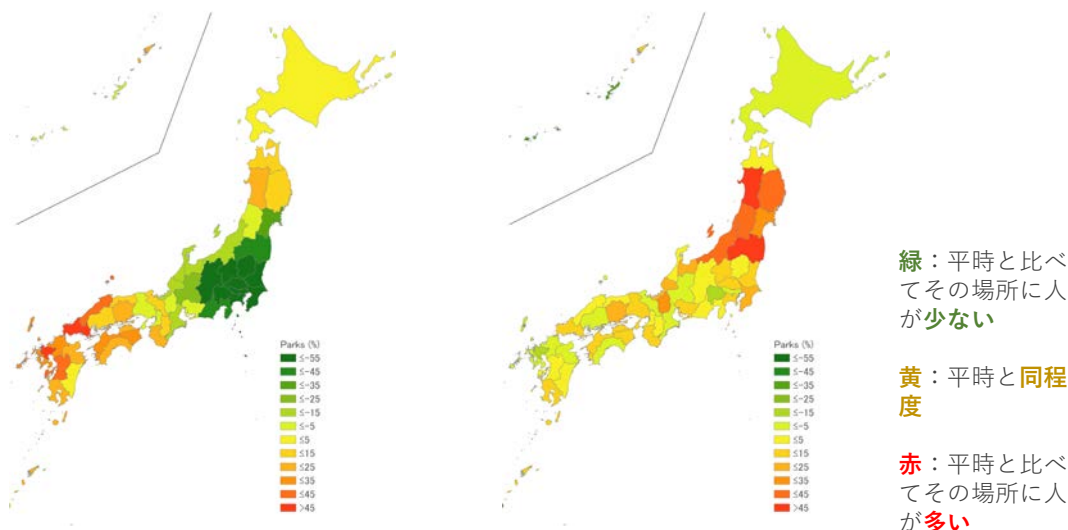 Parks (%)
≤-55
≤-45
≤-35
≤-25
≤-15
≤-5
≤5
≤15
≤25
≤35
≤45
>45
Parks (%)
≤-55
≤-45
≤-35
≤-25
≤-15
≤-5
≤5
≤15
≤25
≤35
≤45
>45
緑：平時と比べ
てその場所に人
が少ない
黄：平時と同程
度
赤：平時と比べ
てその場所に人
が多い